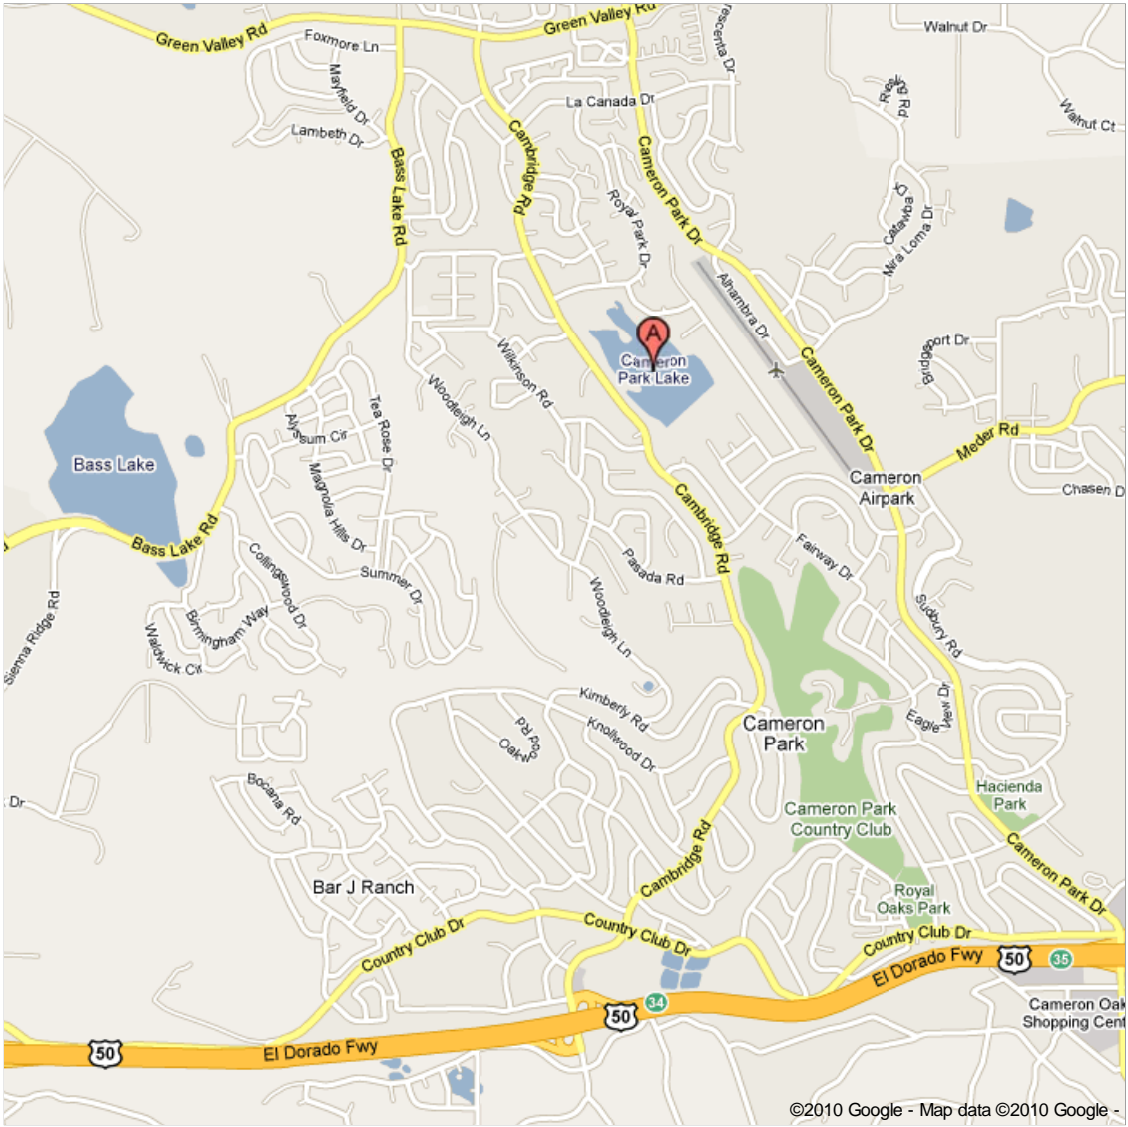 Green Valley Rd
Green Valley Rd
Foxmore Ln
Walnut Dr
Mayfield Dr
La Canada Dr
Walnut Ct
Lambeth Dr
Cambridge Rd
Bass Lake Rd
Cameron Park Dr
Royal Park Dr
Catawba Dr
Mira Loma Dr
Alhambra Dr
A
Cameron
Park Lake
Wilkinson Rd
Cameron Park Dr
Woodleigh Ln
Tea Rose Dr
Alyssum Cir
Meder Rd
Bass Lake
Magnolia Hills Dr
Cameron
Airpark
Chasen D
Cambridge Rd
Bass Lake Rd
Collingswood Dr
Fairway Dr
Summer Dr
Pasada Rd
Woodleigh Ln
Birmingham Way
Sudbury Rd
Sienna Ridge Rd
Waldwick Cir
Kimberly Rd
Eagle
View Dr
Cameron
Park
Knollwood Dr
Oakwood Rd
Bocana Rd
Hacienda
Park
Dr
Cameron Park
Country Club
Cambridge Rd
Cameron Park Dr
Bar J Ranch
Royal
Oaks Park
Country Club Dr
Country Club Dr
Country Club Dr
El Dorado Fwy
50
35
34
50
Cameron Oak
Shopping Cent
50
El Dorado Fwy
©2010 Google - Map data ©2010 Google -